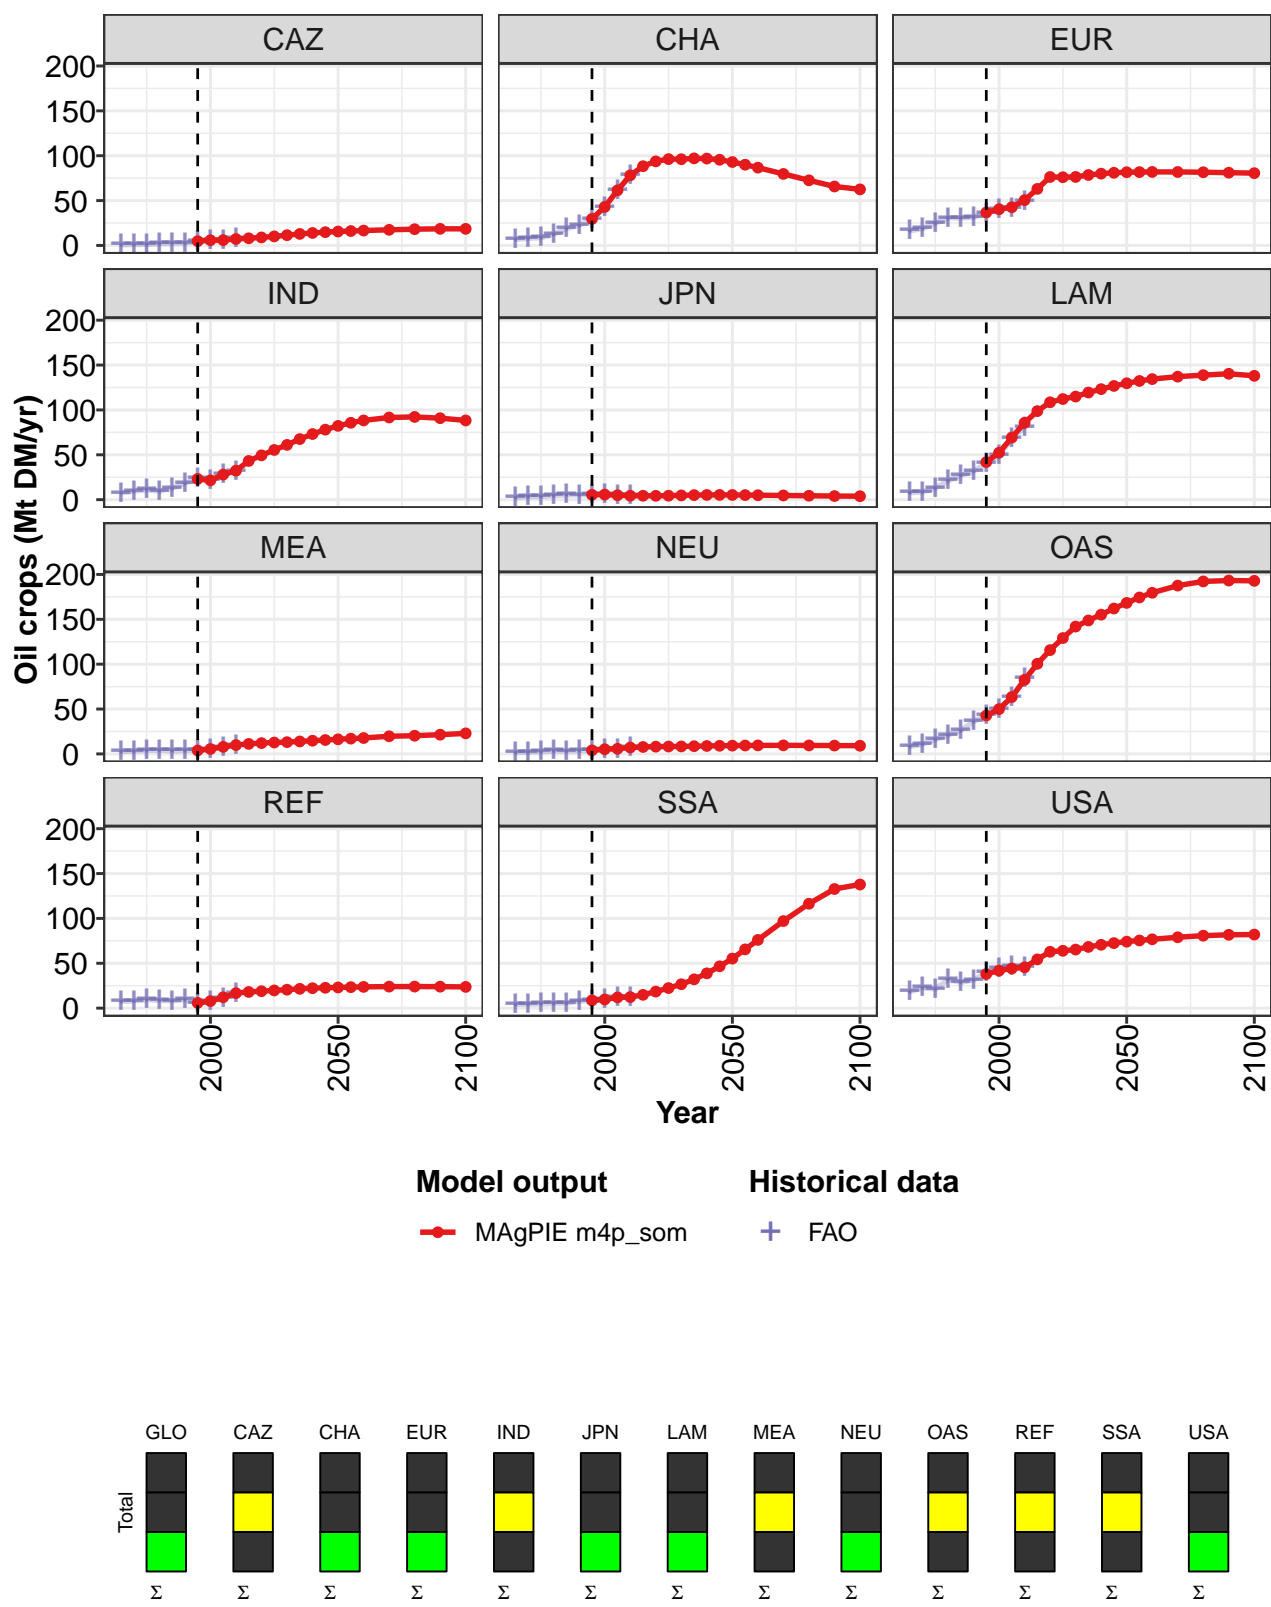 CAZ CHA EUR
200
150
100
50
0
IND JPN LAM
200
150
100
50
0
MEA NEU OAS
200
150
100
50
0
REF SSA USA
200
150
100
50
0
Oil crops (Mt DM/yr)
2000 2050 2100 2000 2050 2100 2000 2050 2100
Year
Model output Historical data
MAgPIE m4p_som FAO
GLO CAZ CHA EUR IND JPN LAM MEA NEU OAS REF SSA USA
Total
Σ Σ Σ Σ Σ Σ Σ Σ Σ Σ Σ Σ Σ